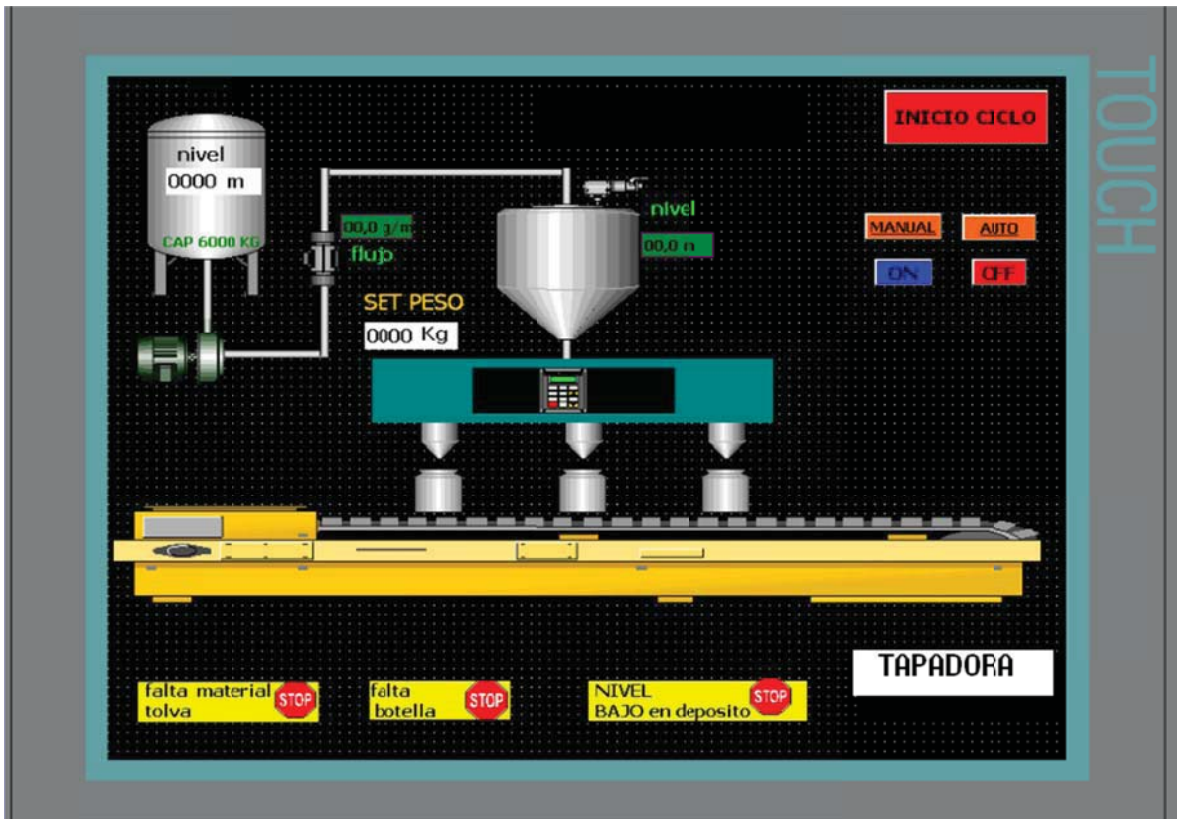 TOUCH
INICIO CICLO
nivel
0000 m
CAP 6000 KG
00,0 g/m
flujo
nivel
00,0 n
MANUAL
AUTO
ON
OFF
SET PESO
0000 Kg
TAPADORA
falta material
tolva
STOP
falta
botella
STOP
NIVEL
BAJO en deposito
STOP